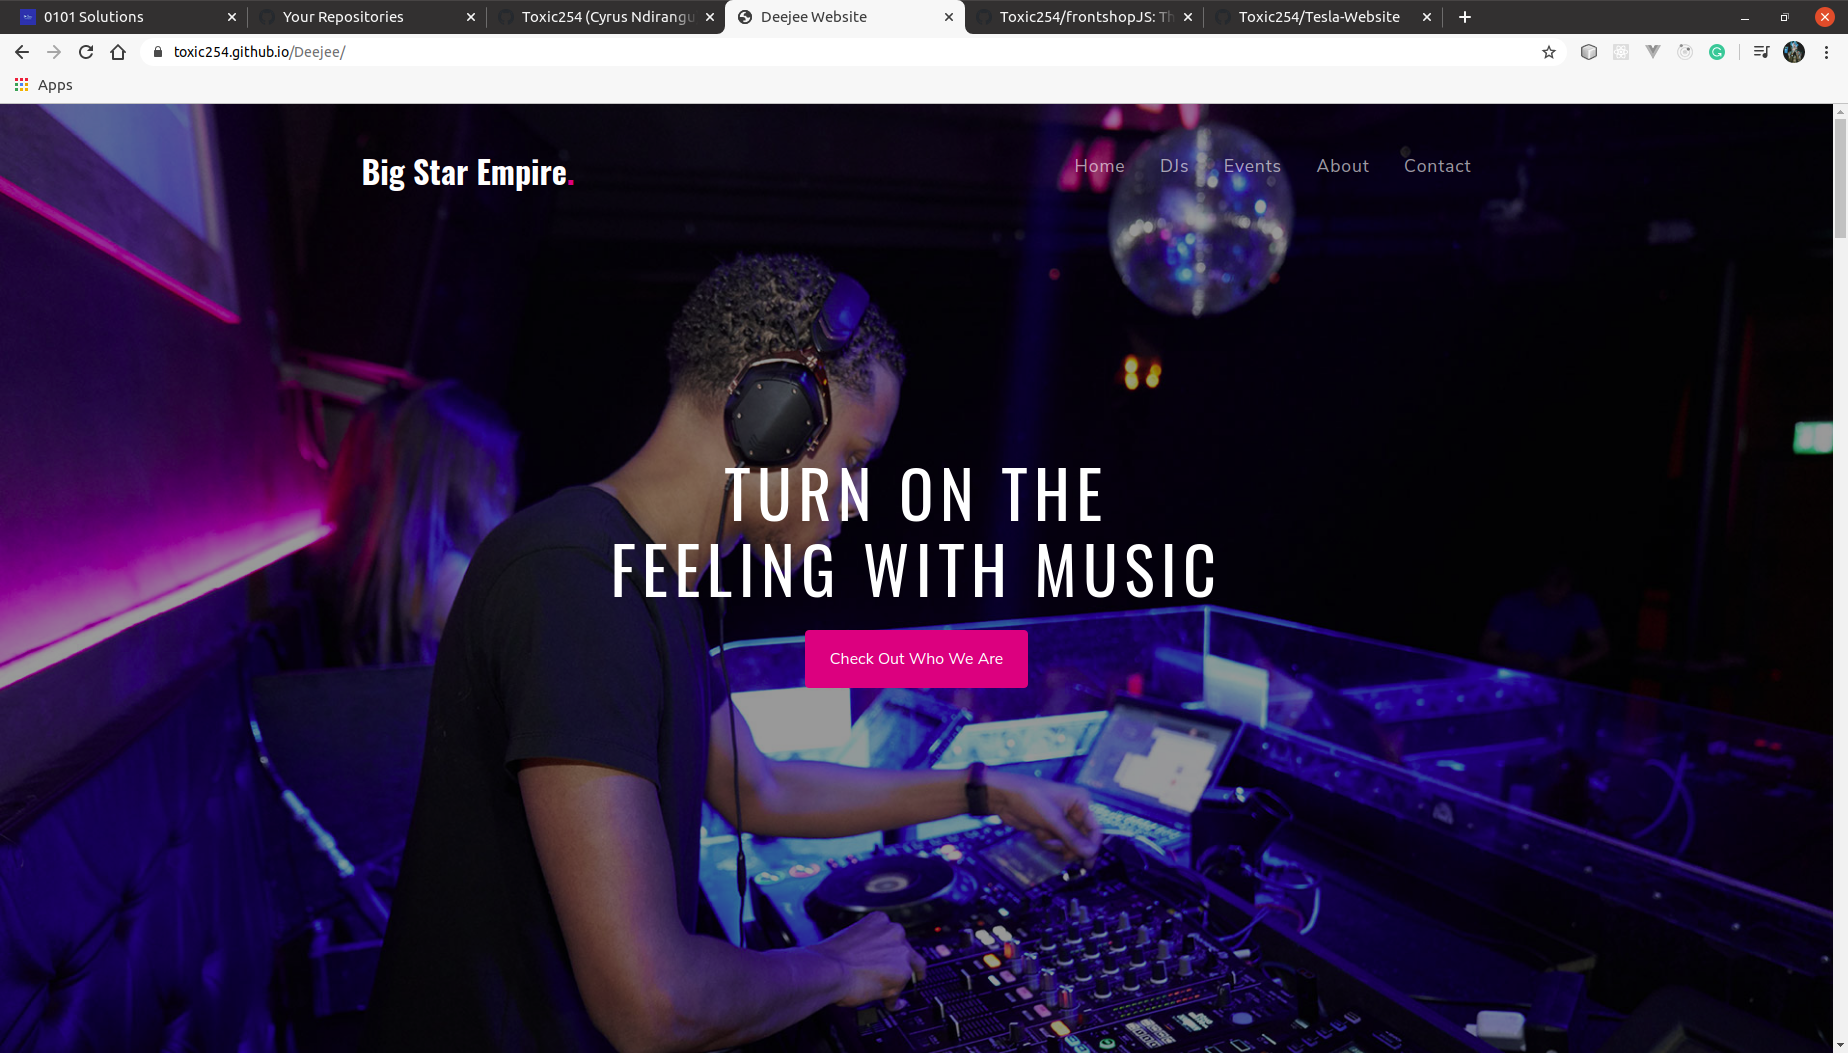 0101 Solutions
Your Repositories
Toxic254 (Cyrus Ndirangu
Deejee Website
Toxic254/frontshopJS: Th
Toxic254/Tesla-Website
toxic254.github.io/Deejee/
Apps
Big Star Empire.
Home DJs Events About Contact
TURN ON THE
FEELING WITH MUSIC
Check Out Who We Are